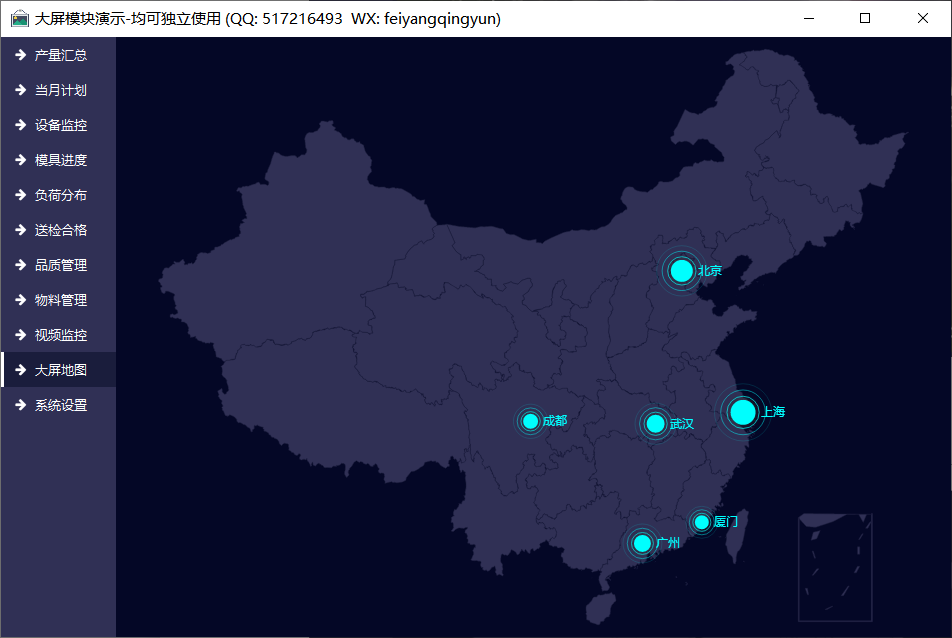 大屏模块演示-均可独立使用 (QQ: 517216493  WX: feiyangqingyun)
产量汇总
当月计划
设备监控
模具进度
负荷分布
送检合格
品质管理
物料管理
视频监控
大屏地图
系统设置
北京
上海
成都
武汉
厦门
广州